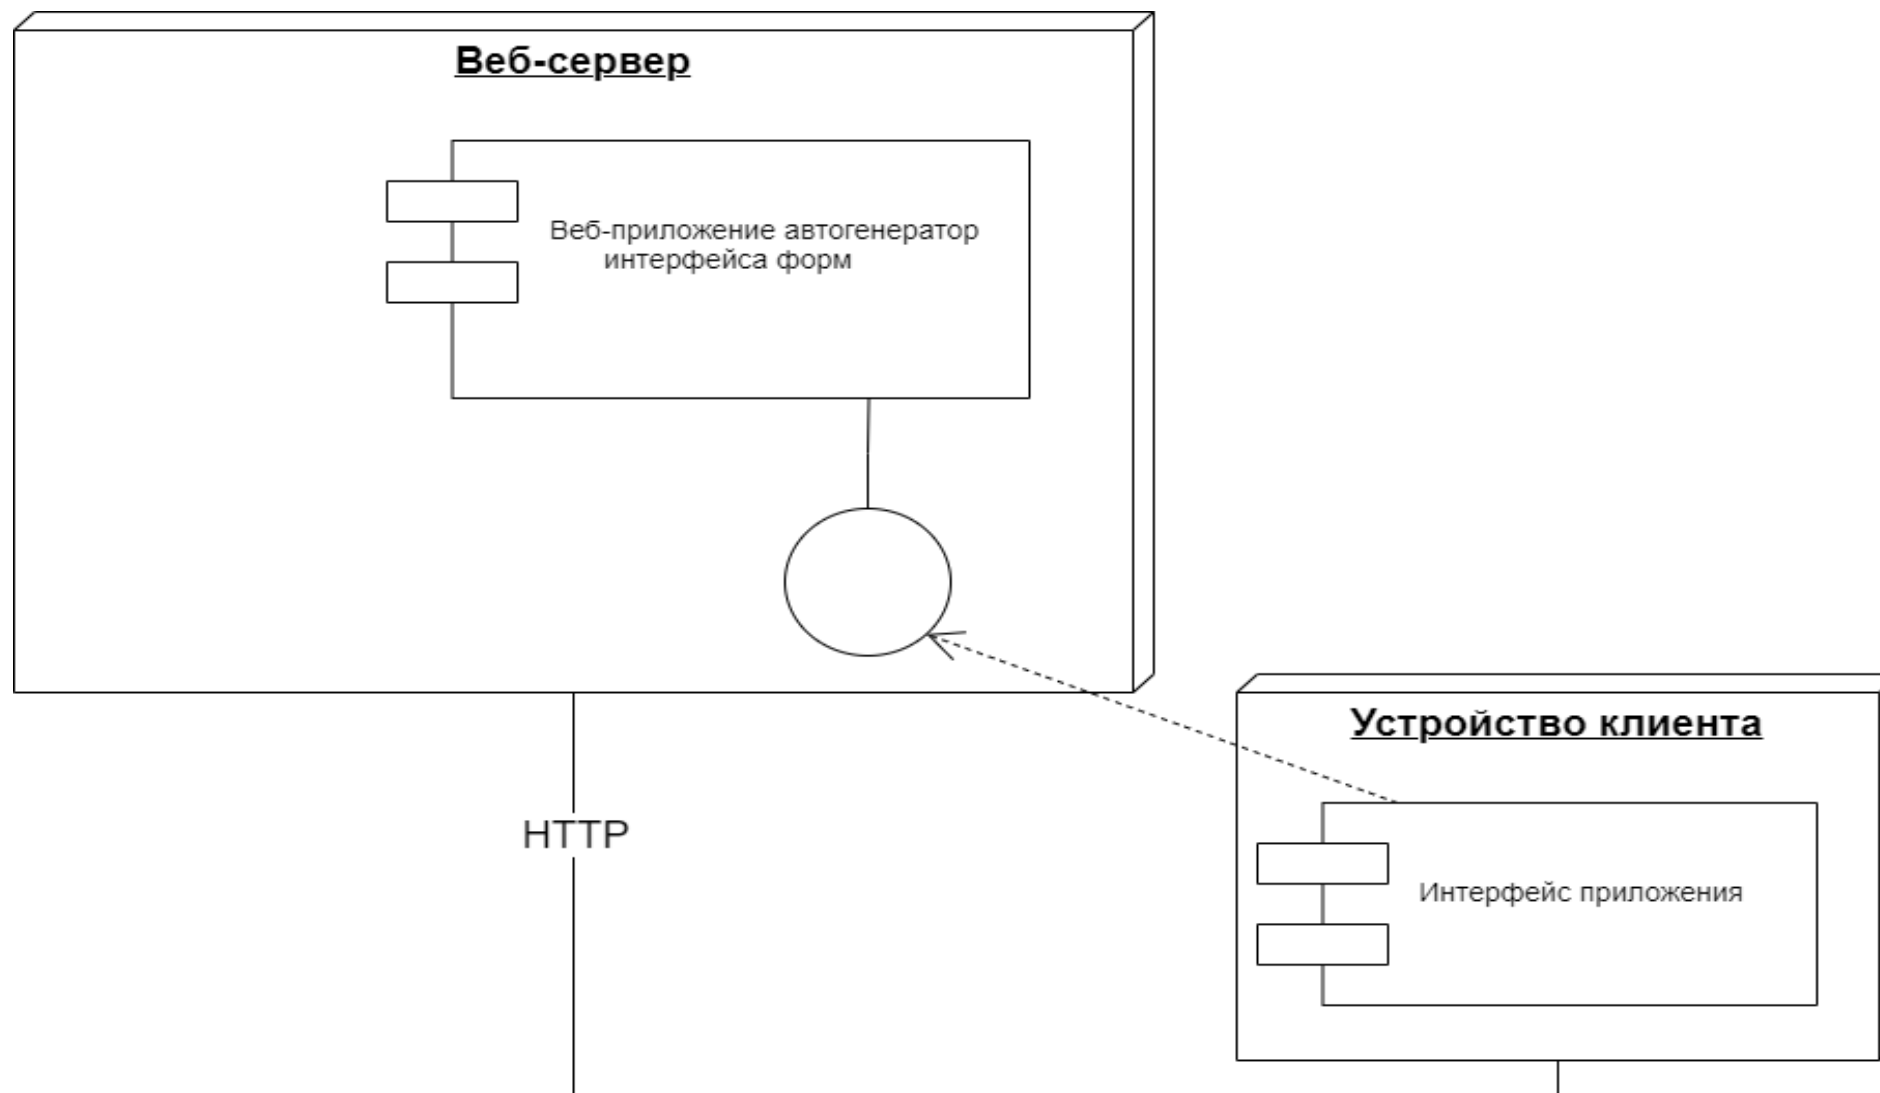 Веб-сервер
Веб-приложение автогенератор
интерфейса форм
Устройство клиента
HTTP
Интерфейс приложения